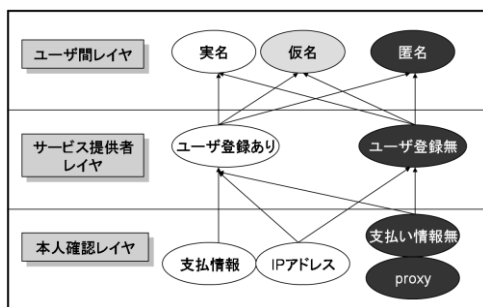 ユーザ間レイヤ
実名
仮名
匿名
サービス提供者
レイヤ
ユーザ登録あり
ユーザ登録無
本人確認レイヤ
支払情報
IPアドレス
支払い情報無
proxy